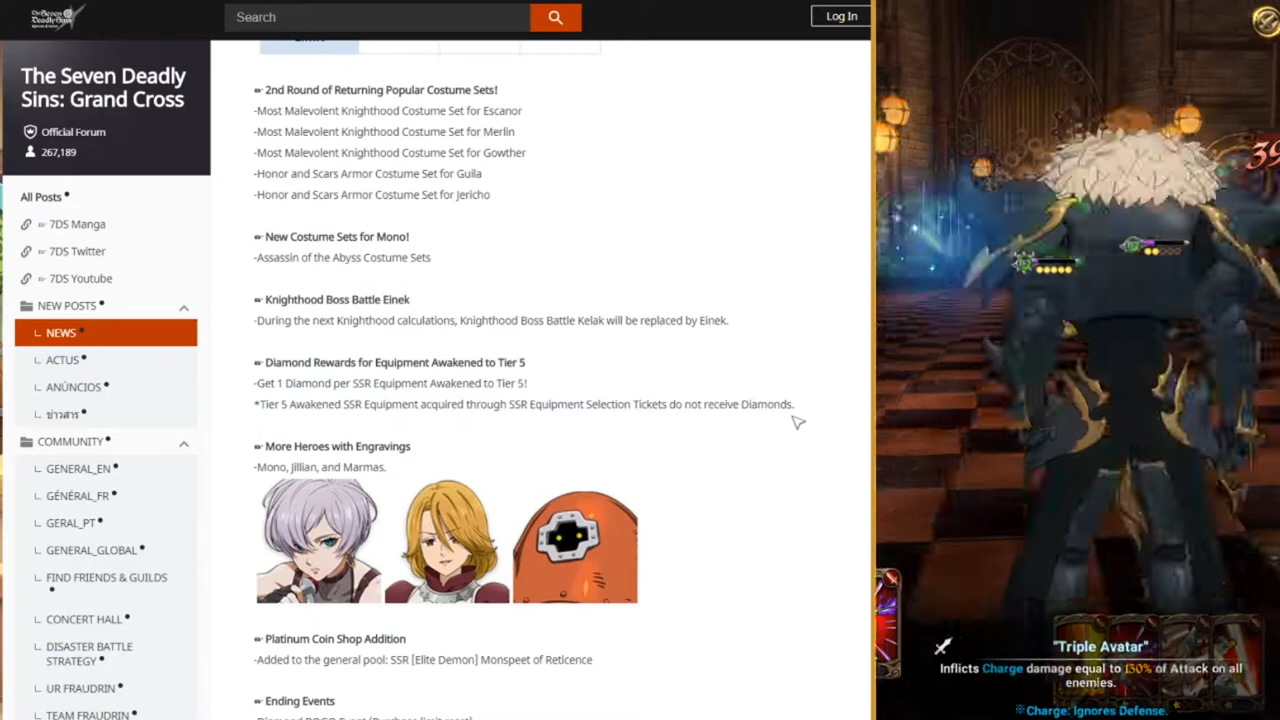 The Seven
Deadly Sins
Search
Log In
The Seven Deadly
Sins: Grand Cross
Official Forum
267,189
All Posts
7DS Manga
7DS Twitter
7DS Youtube
NEW POSTS
NEWS
ACTUS
ANÚNCIOS
ข่าวสาร
COMMUNITY
GENERAL_EN
GÉNÉRAL_FR
GERAL_PT
GENERAL_GLOBAL
FIND FRIENDS & GUILDS
CONCERT HALL
DISASTER BATTLE
STRATEGY
UR FRAUDRIN
TEAM FRAUDRIN
2nd Round of Returning Popular Costume Sets!
-Most Malevolent Knighthood Costume Set for Escanor
-Most Malevolent Knighthood Costume Set for Merlin
-Most Malevolent Knighthood Costume Set for Gowther
-Honor and Scars Armor Costume Set for Guila
-Honor and Scars Armor Costume Set for Jericho
New Costume Sets for Mono!
-Assassin of the Abyss Costume Sets
Knighthood Boss Battle Einek
-During the next Knighthood calculations, Knighthood Boss Battle Kelak will be replaced by Einek.
Diamond Rewards for Equipment Awakened to Tier 5
-Get 1 Diamond per SSR Equipment Awakened to Tier 5!
*Tier 5 Awakened SSR Equipment acquired through SSR Equipment Selection Tickets do not receive Diamonds.
More Heroes with Engravings
-Mono, Jillian, and Marmas.
Platinum Coin Shop Addition
-Added to the general pool: SSR [Elite Demon] Monspeet of Reticence
Ending Events
39
"Triple Avatar"
Inflicts Charge damage equal to 130% of Attack on all
enemies.
※Charge: Ignores Defense.